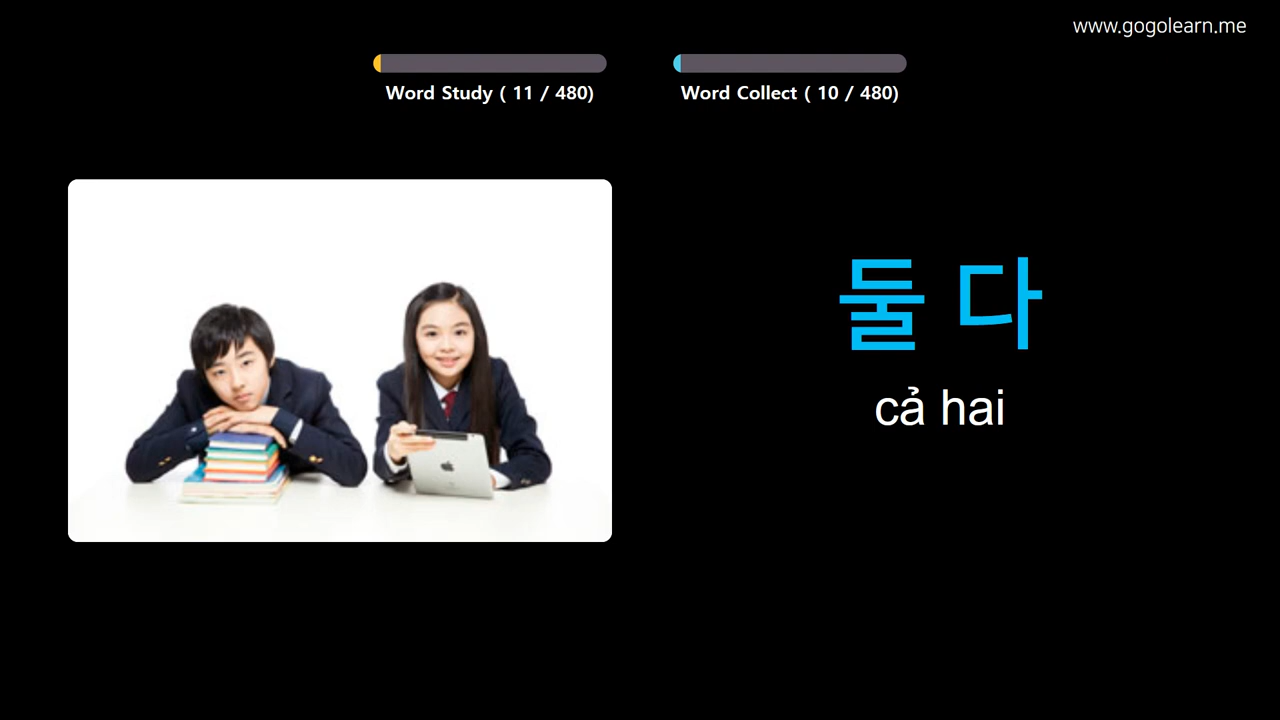 www.gogolearn.me
Word Study ( 11 / 480)
Word Collect ( 10 / 480)
둘 다
cả hai